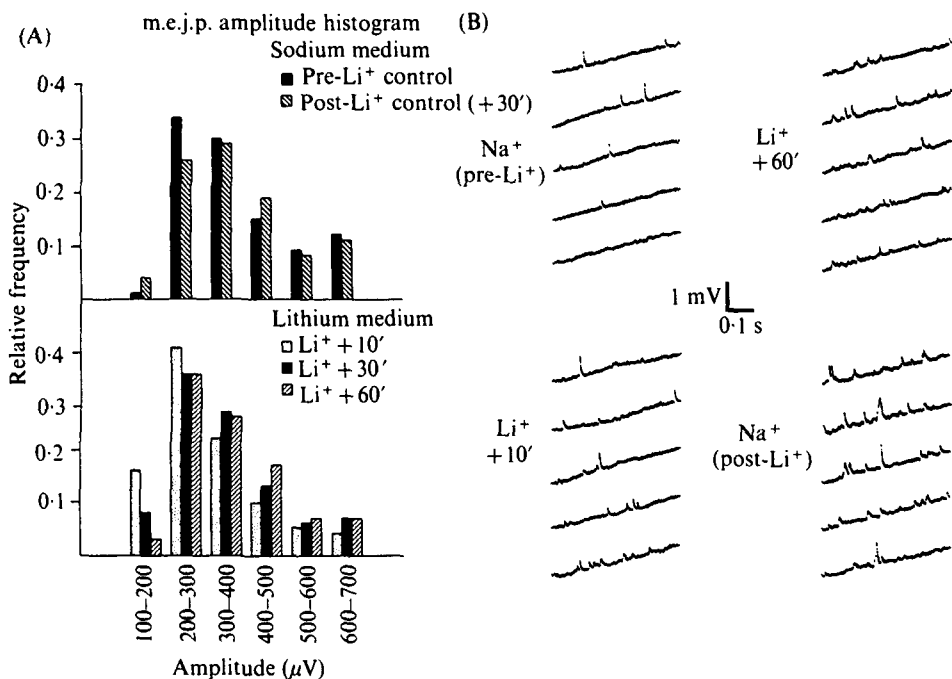 (A)
m.e.j.p. amplitude histogram
Sodium medium
Pre-Li⁺ control
Post-Li⁺ control (+30′)
0·4
0·3
0·2
0·1
Relative frequency
Lithium medium
Li⁺ +10′
Li⁺ +30′
Li⁺ +60′
0·4
0·3
0·2
0·1
100–200
200–300
300–400
400–500
500–600
600–700
Amplitude (μV)
(B)
Na⁺
(pre-Li⁺)
Li⁺
+60′
1 mV
0·1 s
Li⁺
+10′
Na⁺
(post-Li⁺)